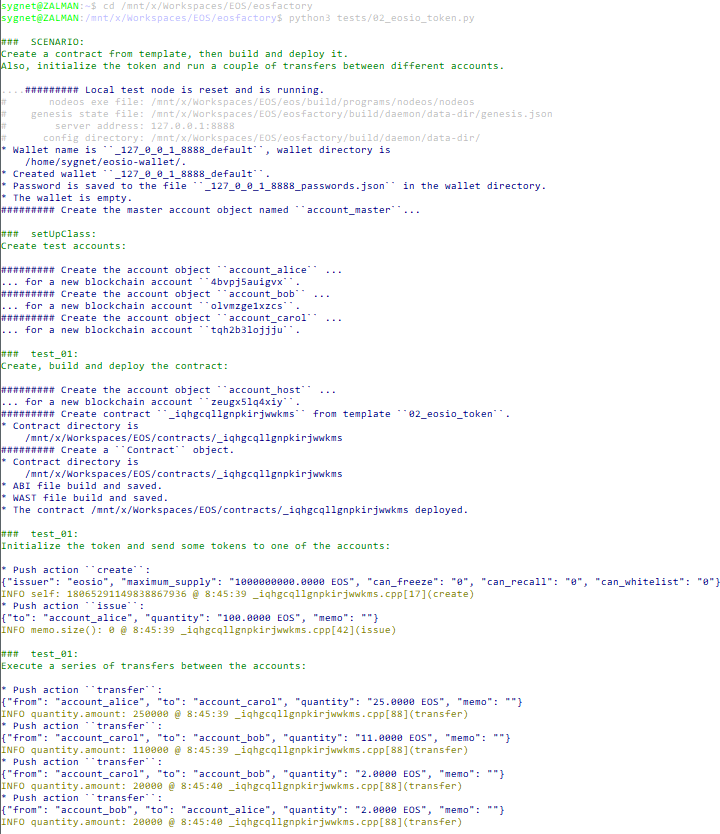 sygnet@ZALMAN:~$ cd /mnt/x/Workspaces/EOS/eosfactory
sygnet@ZALMAN:/mnt/x/Workspaces/EOS/eosfactory$ python3 tests/02_eosio_token.py
###  SCENARIO:
Create a contract from template, then build and deploy it.
Also, initialize the token and run a couple of transfers between different accounts.
....######### Local test node is reset and is running.
#       nodeos exe file: /mnt/x/Workspaces/EOS/eos/build/programs/nodeos/nodeos
#    genesis state file: /mnt/x/Workspaces/EOS/eosfactory/build/daemon/data-dir/genesis.json
#        server address: 127.0.0.1:8888
#      config directory: /mnt/x/Workspaces/EOS/eosfactory/build/daemon/data-dir/
* Wallet name is ``_127_0_0_1_8888_default``, wallet directory is
    /home/sygnet/eosio-wallet/.
* Created wallet ``_127_0_0_1_8888_default``.
* Password is saved to the file ``_127_0_0_1_8888_passwords.json`` in the wallet directory.
* The wallet is empty.
######### Create the master account object named ``account_master``...
###  setUpClass:
Create test accounts:
######### Create the account object ``account_alice`` ...
... for a new blockchain account ``4bvpj5auigvx``.
######### Create the account object ``account_bob`` ...
... for a new blockchain account ``olvmzge1xzcs``.
######### Create the account object ``account_carol`` ...
... for a new blockchain account ``tqh2b3lojjju``.
###  test_01:
Create, build and deploy the contract:
######### Create the account object ``account_host`` ...
... for a new blockchain account ``zeugx5lq4xiy``.
######### Create contract ``_iqhgcqllgnpkirjwwkms`` from template ``02_eosio_token``.
* Contract directory is
    /mnt/x/Workspaces/EOS/contracts/_iqhgcqllgnpkirjwwkms
######### Create a ``Contract`` object.
* Contract directory is
    /mnt/x/Workspaces/EOS/contracts/_iqhgcqllgnpkirjwwkms
* ABI file build and saved.
* WAST file build and saved.
* The contract /mnt/x/Workspaces/EOS/contracts/_iqhgcqllgnpkirjwwkms deployed.
###  test_01:
Initialize the token and send some tokens to one of the accounts:
* Push action ``create``:
{"issuer": "eosio", "maximum_supply": "1000000000.0000 EOS", "can_freeze": "0", "can_recall": "0", "can_whitelist": "0"}
INFO self: 18065291149838867936 @ 8:45:39 _iqhgcqllgnpkirjwwkms.cpp[17](create)
* Push action ``issue``:
{"to": "account_alice", "quantity": "100.0000 EOS", "memo": ""}
INFO memo.size(): 0 @ 8:45:39 _iqhgcqllgnpkirjwwkms.cpp[42](issue)
###  test_01:
Execute a series of transfers between the accounts:
* Push action ``transfer``:
{"from": "account_alice", "to": "account_carol", "quantity": "25.0000 EOS", "memo": ""}
INFO quantity.amount: 250000 @ 8:45:39 _iqhgcqllgnpkirjwwkms.cpp[88](transfer)
* Push action ``transfer``:
{"from": "account_carol", "to": "account_bob", "quantity": "11.0000 EOS", "memo": ""}
INFO quantity.amount: 110000 @ 8:45:39 _iqhgcqllgnpkirjwwkms.cpp[88](transfer)
* Push action ``transfer``:
{"from": "account_carol", "to": "account_bob", "quantity": "2.0000 EOS", "memo": ""}
INFO quantity.amount: 20000 @ 8:45:40 _iqhgcqllgnpkirjwwkms.cpp[88](transfer)
* Push action ``transfer``:
{"from": "account_bob", "to": "account_alice", "quantity": "2.0000 EOS", "memo": ""}
INFO quantity.amount: 20000 @ 8:45:40 _iqhgcqllgnpkirjwwkms.cpp[88](transfer)